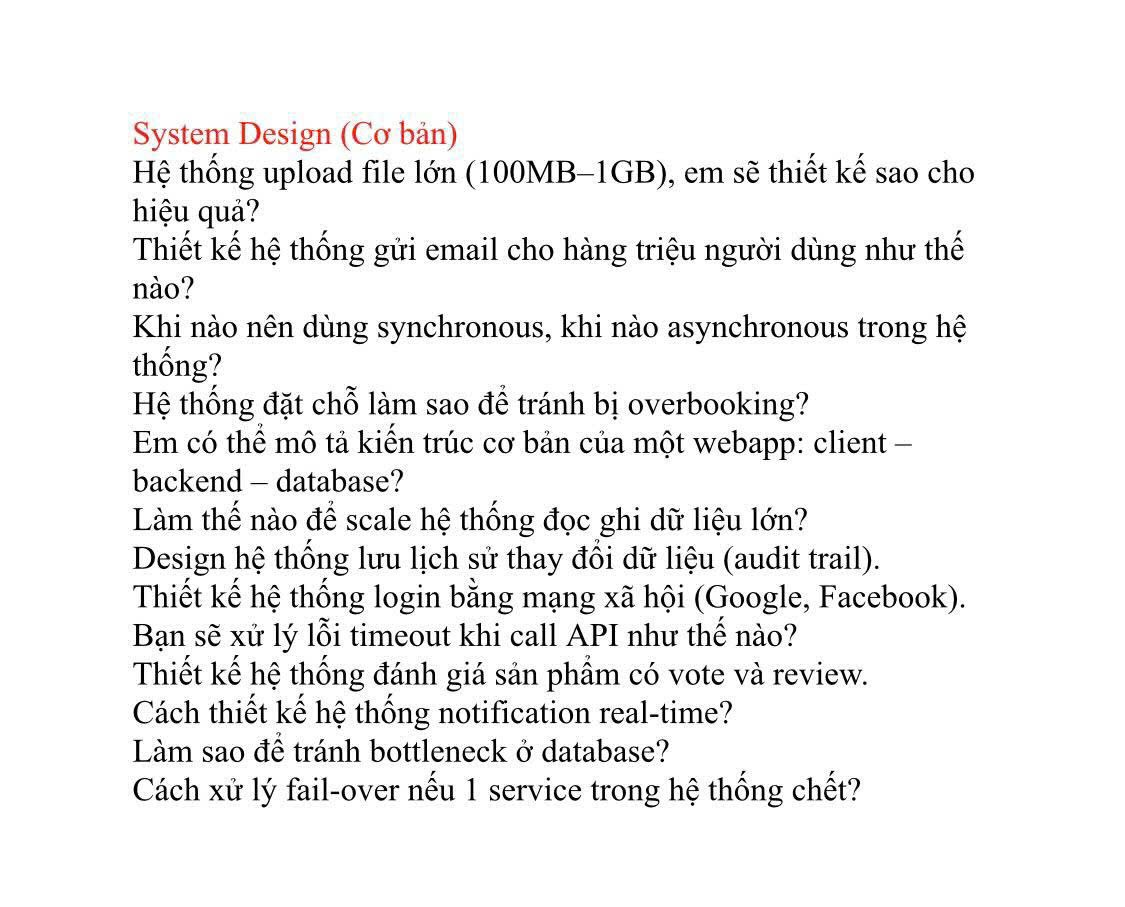 System Design (Cơ bản)
Hệ thống upload file lớn (100MB–1GB), em sẽ thiết kế sao cho
hiệu quả?
Thiết kế hệ thống gửi email cho hàng triệu người dùng như thế
nào?
Khi nào nên dùng synchronous, khi nào asynchronous trong hệ
thống?
Hệ thống đặt chỗ làm sao để tránh bị overbooking?
Em có thể mô tả kiến trúc cơ bản của một webapp: client –
backend – database?
Làm thế nào để scale hệ thống đọc ghi dữ liệu lớn?
Design hệ thống lưu lịch sử thay đổi dữ liệu (audit trail).
Thiết kế hệ thống login bằng mạng xã hội (Google, Facebook).
Bạn sẽ xử lý lỗi timeout khi call API như thế nào?
Thiết kế hệ thống đánh giá sản phẩm có vote và review.
Cách thiết kế hệ thống notification real-time?
Làm sao để tránh bottleneck ở database?
Cách xử lý fail-over nếu 1 service trong hệ thống chết?